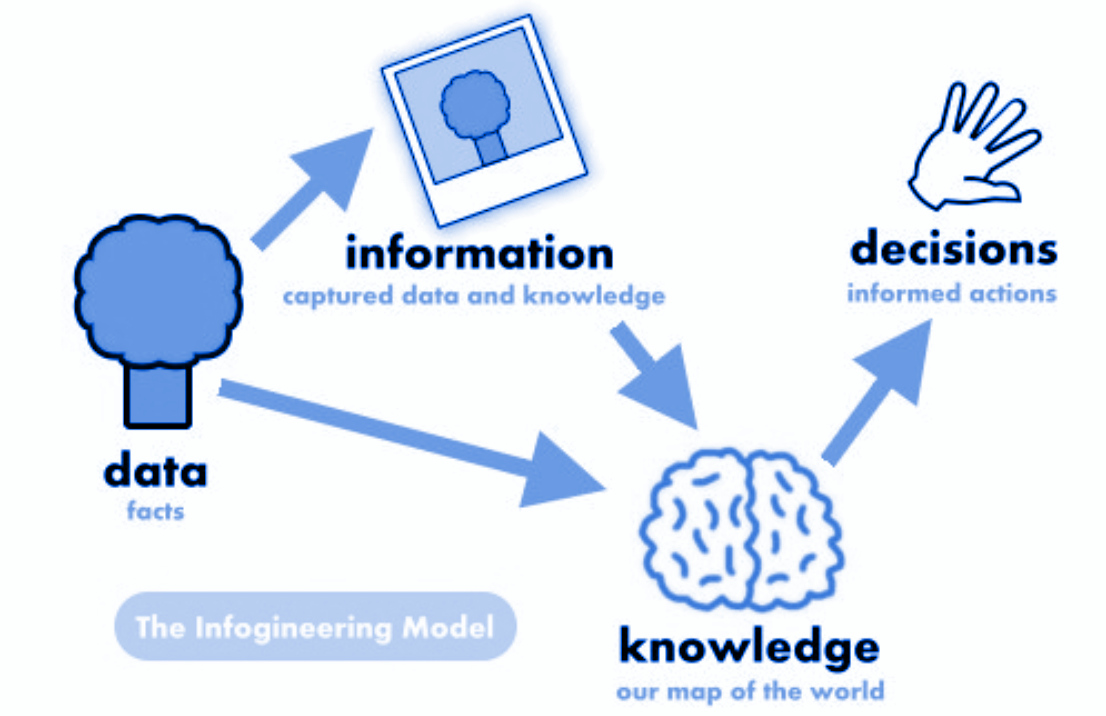 information
captured data and knowledge
decisions
informed actions
data
facts
The Infogineering Model
knowledge
our map of the world